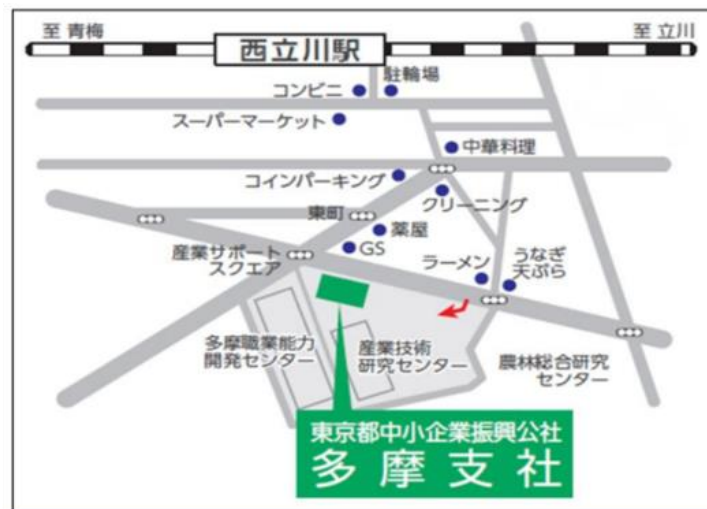 至 青梅
西立川駅
至 立川
駐輪場
コンビニ
スーパーマーケット
中華料理
コインパーキング
クリーニング
東町
薬屋
GS
産業サポート
スクエア
ラーメン
うなぎ
天ぷら
多摩職業能力
開発センター
産業技術
研究センター
農林総合研究
センター
東京都中小企業振興公社
多摩支社